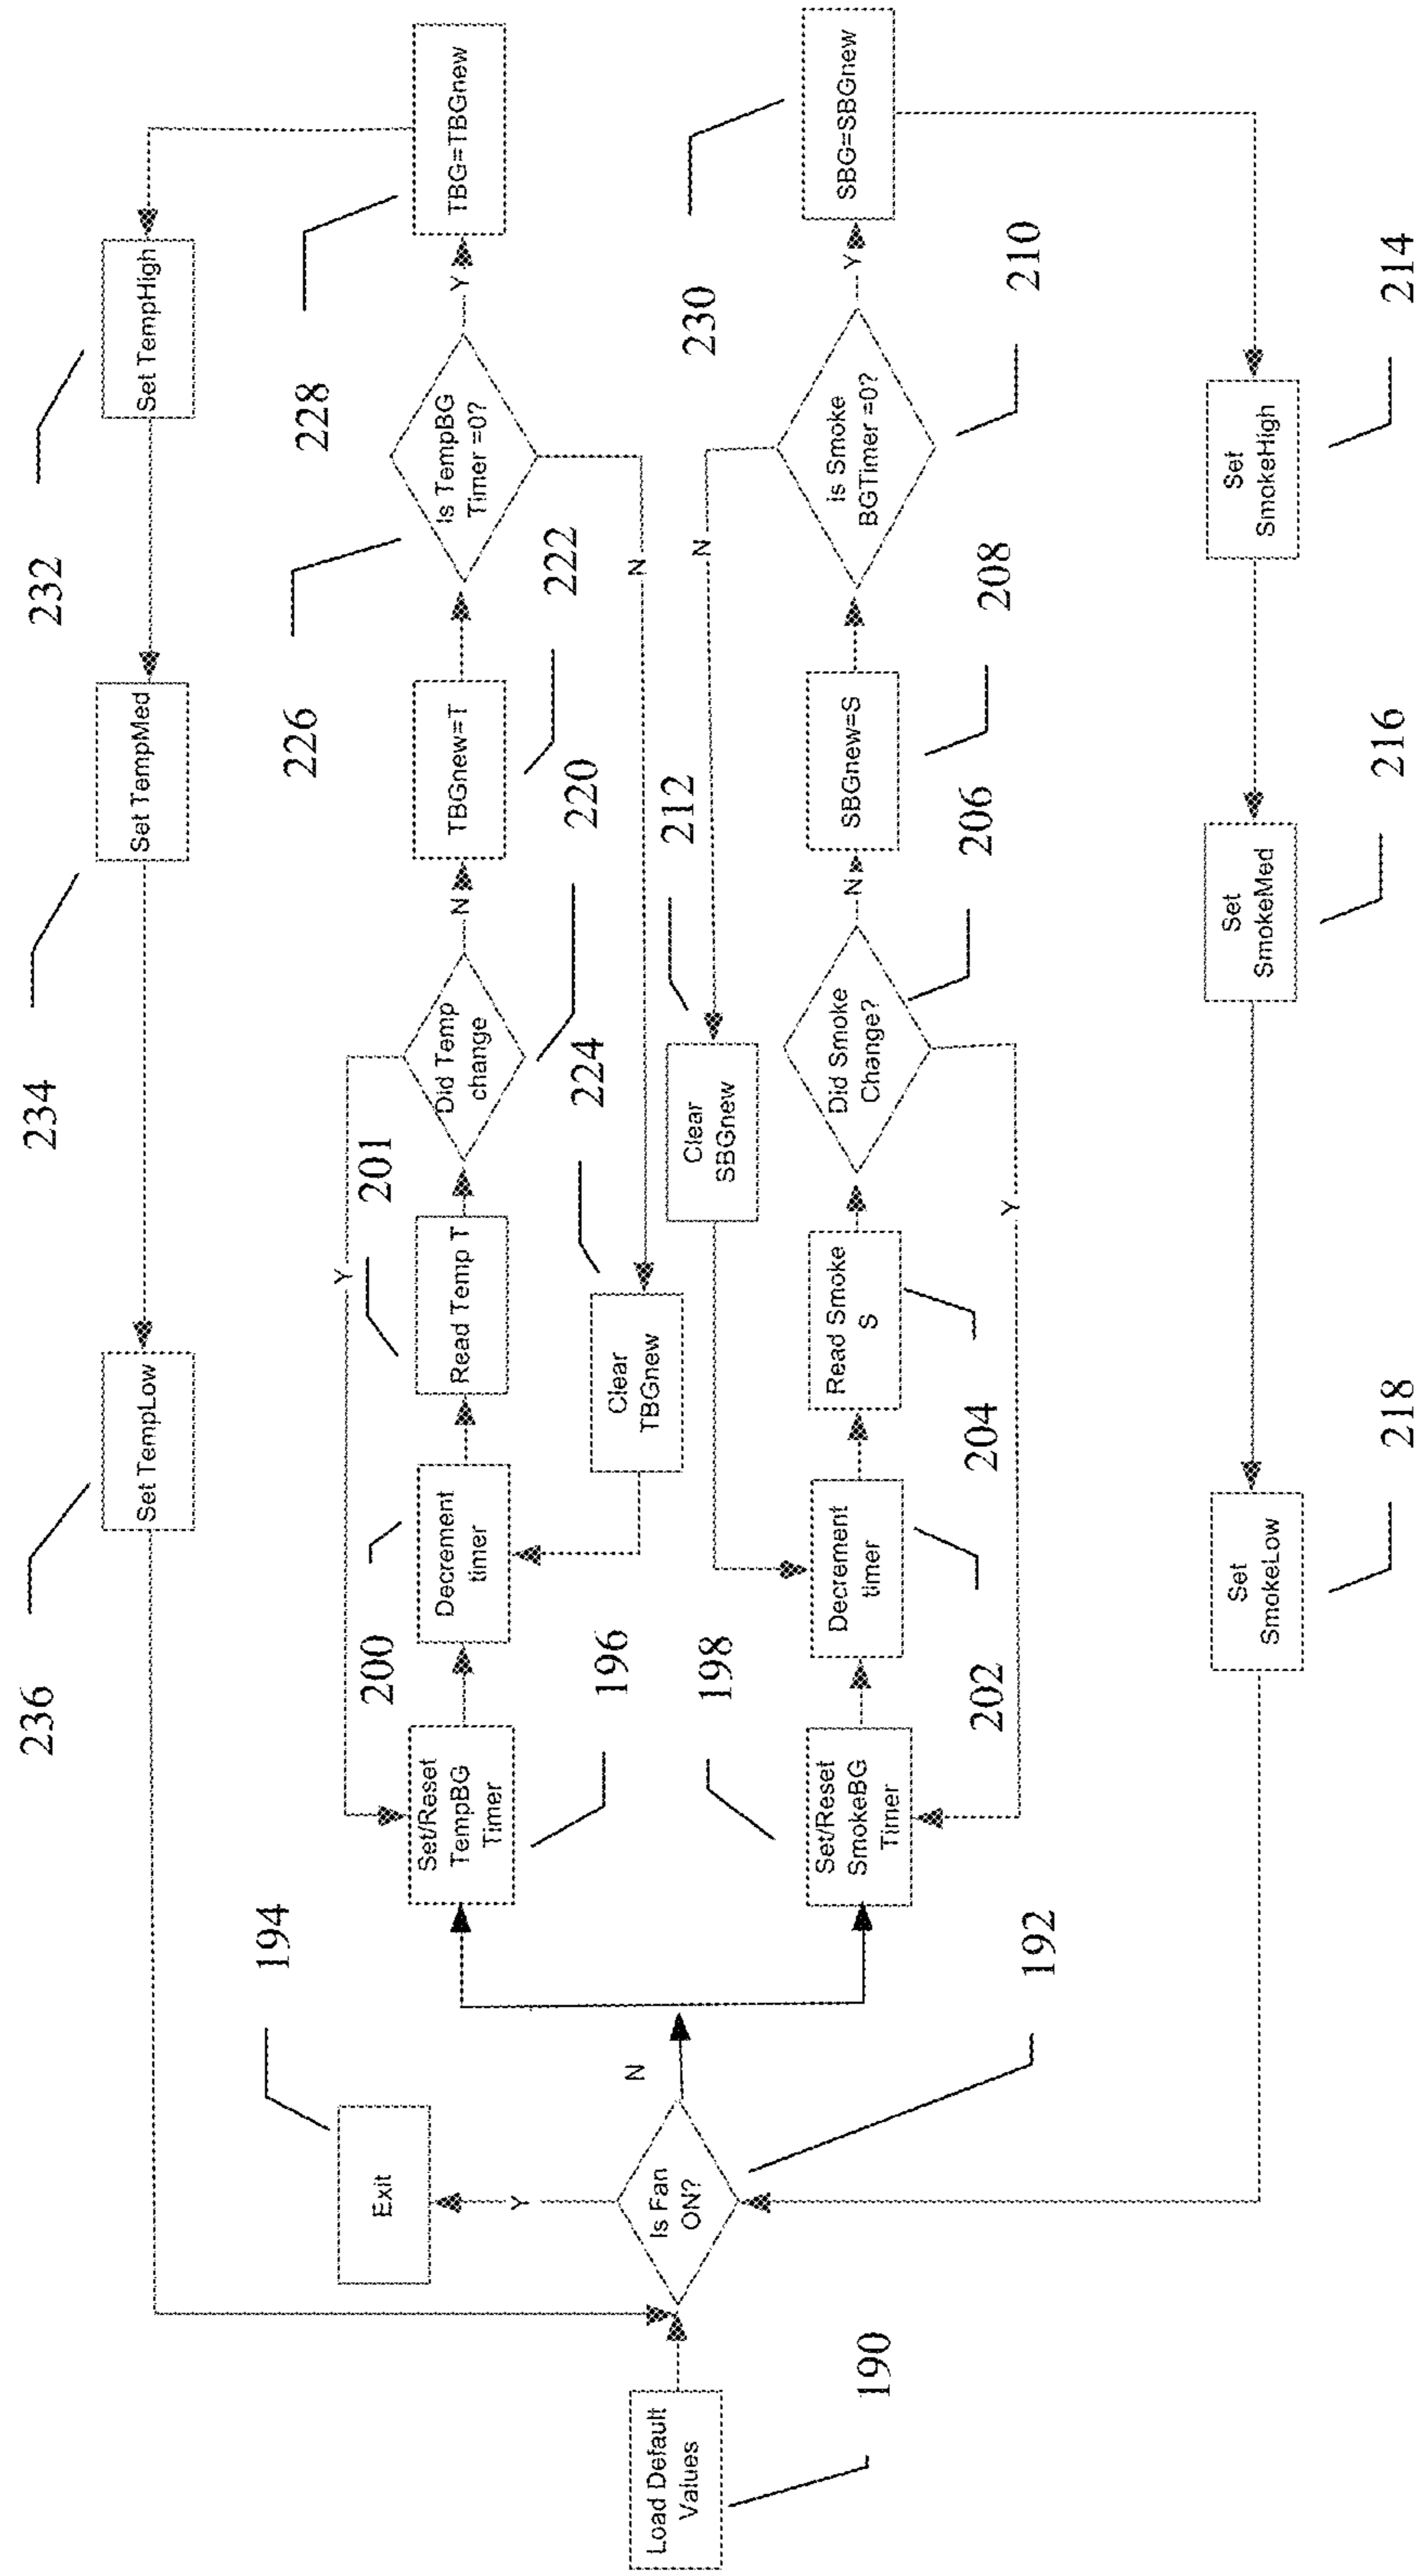 232
Set TempHigh
234
Set TempMed
236
Set TempLow
228
TBG=TBGnew
226
Is TempBG
Timer =0?
Y
N
222
TBGnew=T
220
Did Temp
change
N
Y
201
Read Temp T
200
Decrement
timer
224
Clear
TBGnew
196
Set/Reset
TempBG
Timer
194
Exit
Y
Is Fan
ON?
N
192
Load Default
Values
190
198
Set/Reset
SmokeBG
Timer
202
Decrement
timer
204
Read Smoke
S
206
Did Smoke
Change?
N
Y
208
SBGnew=S
210
Is Smoke
BGTimer =0?
Y
N
212
Clear
SBGnew
230
SBG=SBGnew
214
Set
SmokeHigh
216
Set
SmokeMed
218
Set
SmokeLow